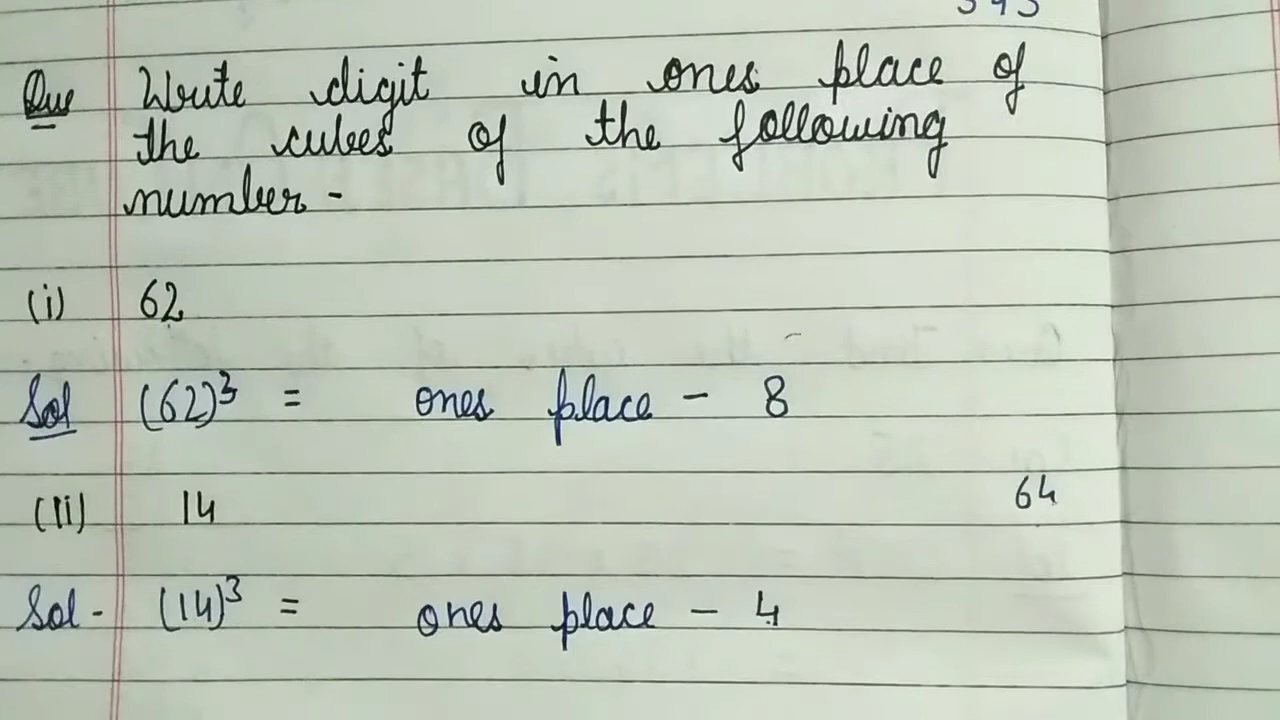 343
Que Write digit in ones place of
the cubes of the following
number -
(i) 62
Sol (62)³ = ones place - 8
(ii) 14 64
Sol - (14)³ = ones place - 4